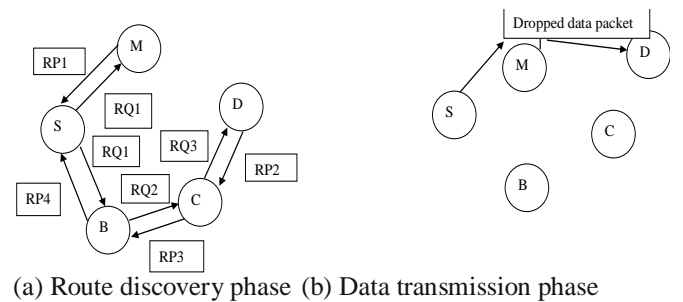 Dropped data packet
M
D
RP1
M
D
S
RQ1
S
RQ1
RQ3
C
RP2
RP4
RQ2
C
B
B
RP3
(a) Route discovery phase (b) Data transmission phase